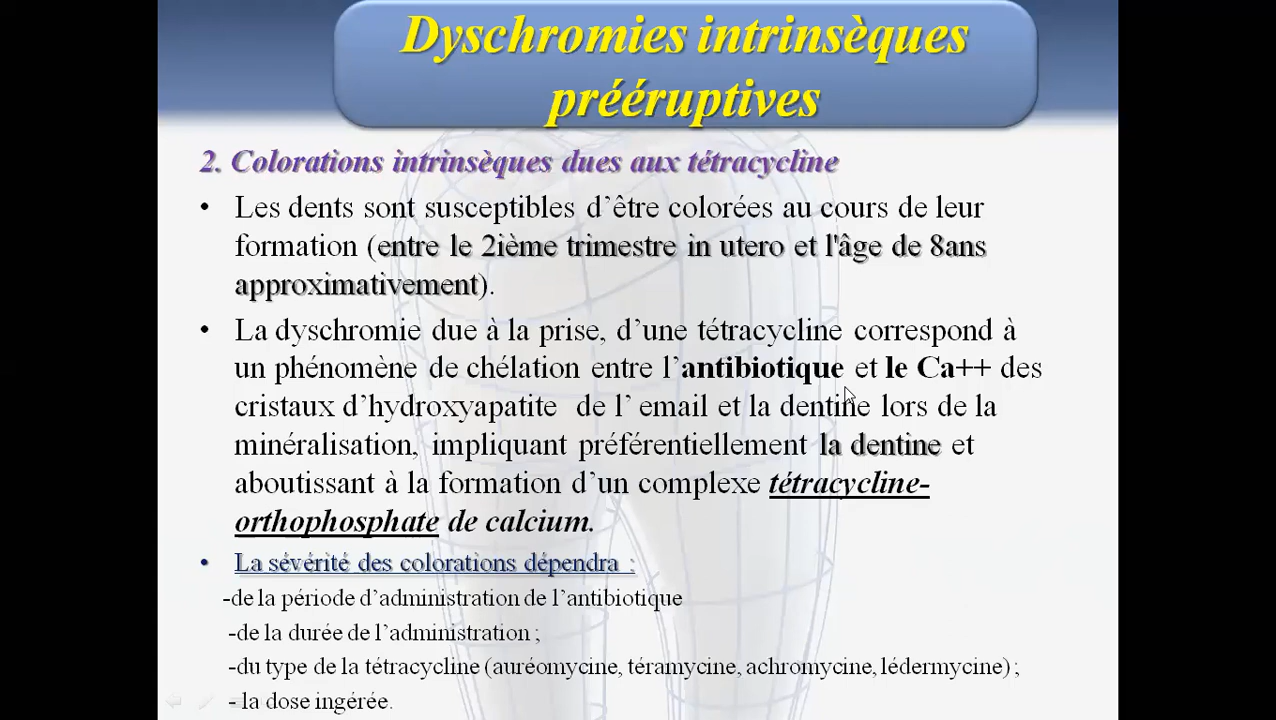 Dyschromies intrinsèques
prééruptives
2. Colorations intrinsèques dues aux tétracycline
• Les dents sont susceptibles d’être colorées au cours de leur
formation (entre le 2ième trimestre in utero et l'âge de 8ans
approximativement).
• La dyschromie due à la prise, d’une tétracycline correspond à
un phénomène de chélation entre l’antibiotique et le Ca++ des
cristaux d’hydroxyapatite de l’ email et la dentine lors de la
minéralisation, impliquant préférentiellement la dentine et
aboutissant à la formation d’un complexe tétracycline-
orthophosphate de calcium.
• La sévérité des colorations dépendra :
-de la période d’administration de l’antibiotique
-de la durée de l’administration ;
-du type de la tétracycline (auréomycine, téramycine, achromycine, lédermycine) ;
- la dose ingérée.